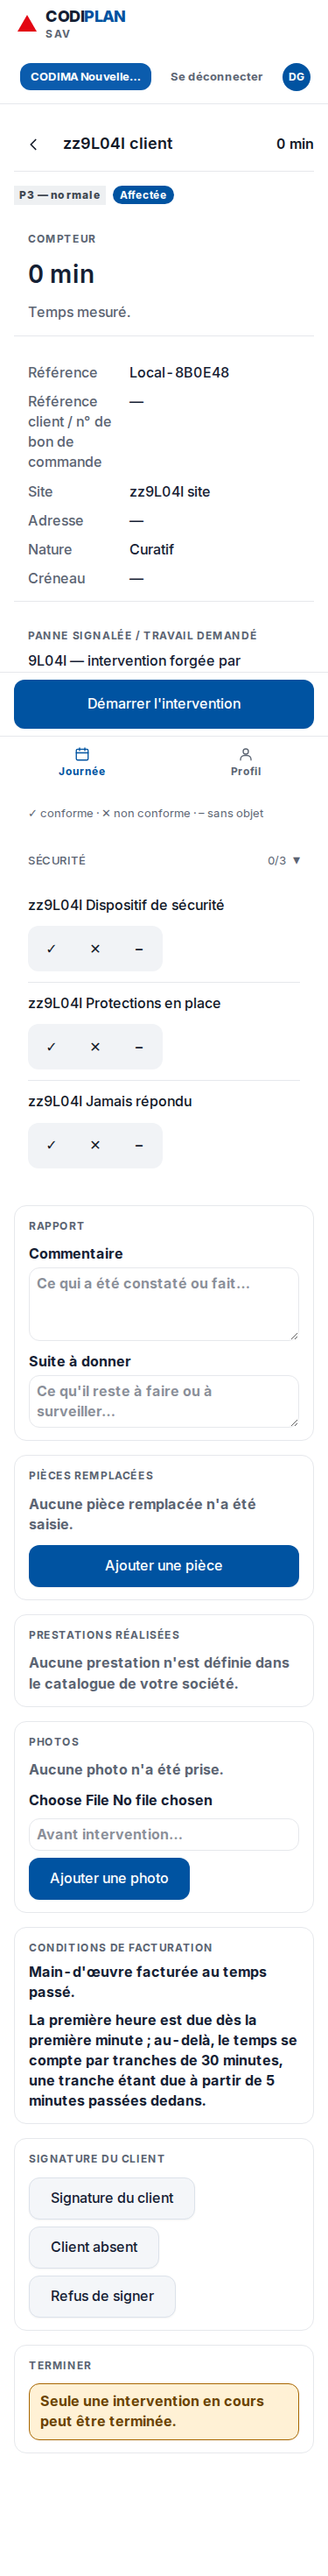 CODIPLAN
SAV
CODIMA Nouvelle...
Se déconnecter
DG
zz9L04I client
0 min
P3 — normale
Affectée
COMPTEUR
0 min
Temps mesuré.
Référence
Local-8B0E48
Référence
client / n° de
bon de
commande
—
Site
zz9L04I site
Adresse
—
Nature
Curatif
Créneau
—
PANNE SIGNALÉE / TRAVAIL DEMANDÉ
9L04I — intervention forgée par
Démarrer l'intervention
Journée
Profil
✓ conforme · ✕ non conforme · – sans objet
SÉCURITÉ
0/3 ▼
zz9L04I Dispositif de sécurité
✓ ✕ –
zz9L04I Protections en place
✓ ✕ –
zz9L04I Jamais répondu
✓ ✕ –
RAPPORT
Commentaire
Ce qui a été constaté ou fait…
Suite à donner
Ce qu'il reste à faire ou à
surveiller…
PIÈCES REMPLACÉES
Aucune pièce remplacée n'a été
saisie.
Ajouter une pièce
PRESTATIONS RÉALISÉES
Aucune prestation n'est définie dans
le catalogue de votre société.
PHOTOS
Aucune photo n'a été prise.
Choose File No file chosen
Avant intervention…
Ajouter une photo
CONDITIONS DE FACTURATION
Main-d'œuvre facturée au temps
passé.
La première heure est due dès la
première minute ; au-delà, le temps se
compte par tranches de 30 minutes,
une tranche étant due à partir de 5
minutes passées dedans.
SIGNATURE DU CLIENT
Signature du client
Client absent
Refus de signer
TERMINER
Seule une intervention en cours
peut être terminée.